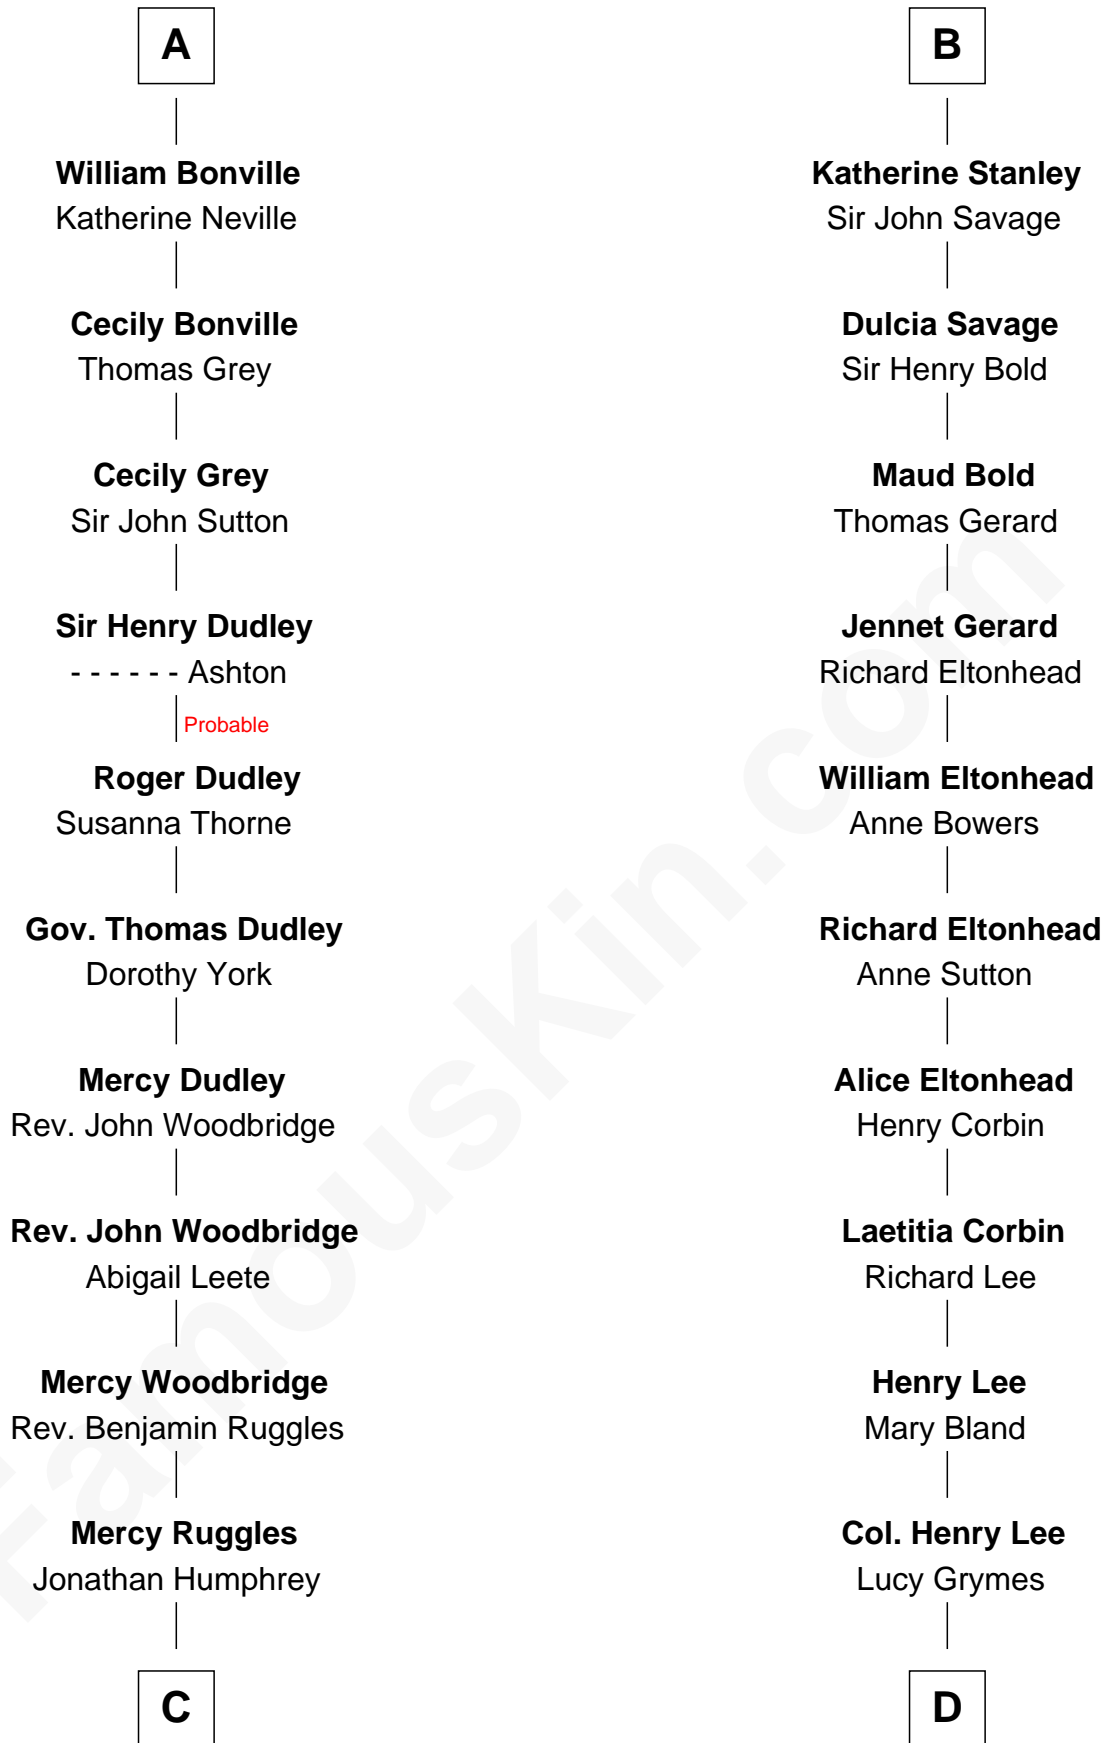 A
William Bonville
Katherine Neville
Cecily Bonville
Thomas Grey
Cecily Grey
Sir John Sutton
Sir Henry Dudley
- - - - - - Ashton
Probable
Roger Dudley
Susanna Thorne
Gov. Thomas Dudley
Dorothy York
Mercy Dudley
Rev. John Woodbridge
Rev. John Woodbridge
Abigail Leete
Mercy Woodbridge
Rev. Benjamin Ruggles
Mercy Ruggles
Jonathan Humphrey
C
B
Katherine Stanley
Sir John Savage
Dulcia Savage
Sir Henry Bold
Maud Bold
Thomas Gerard
Jennet Gerard
Richard Eltonhead
William Eltonhead
Anne Bowers
Richard Eltonhead
Anne Sutton
Alice Eltonhead
Henry Corbin
Laetitia Corbin
Richard Lee
Henry Lee
Mary Bland
Col. Henry Lee
Lucy Grymes
D
FamousKin.com